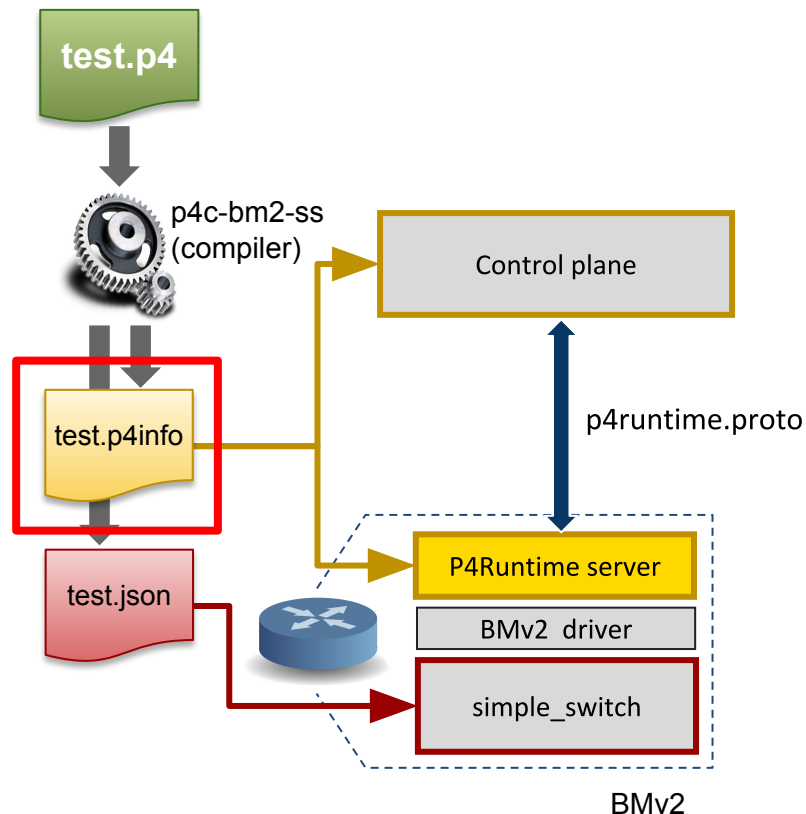 test.p4
p4c-bm2-ss
(compiler)
Control plane
test.p4info
p4runtime.proto
P4Runtime server
test.json
BMv2 driver
simple_switch
BMv2